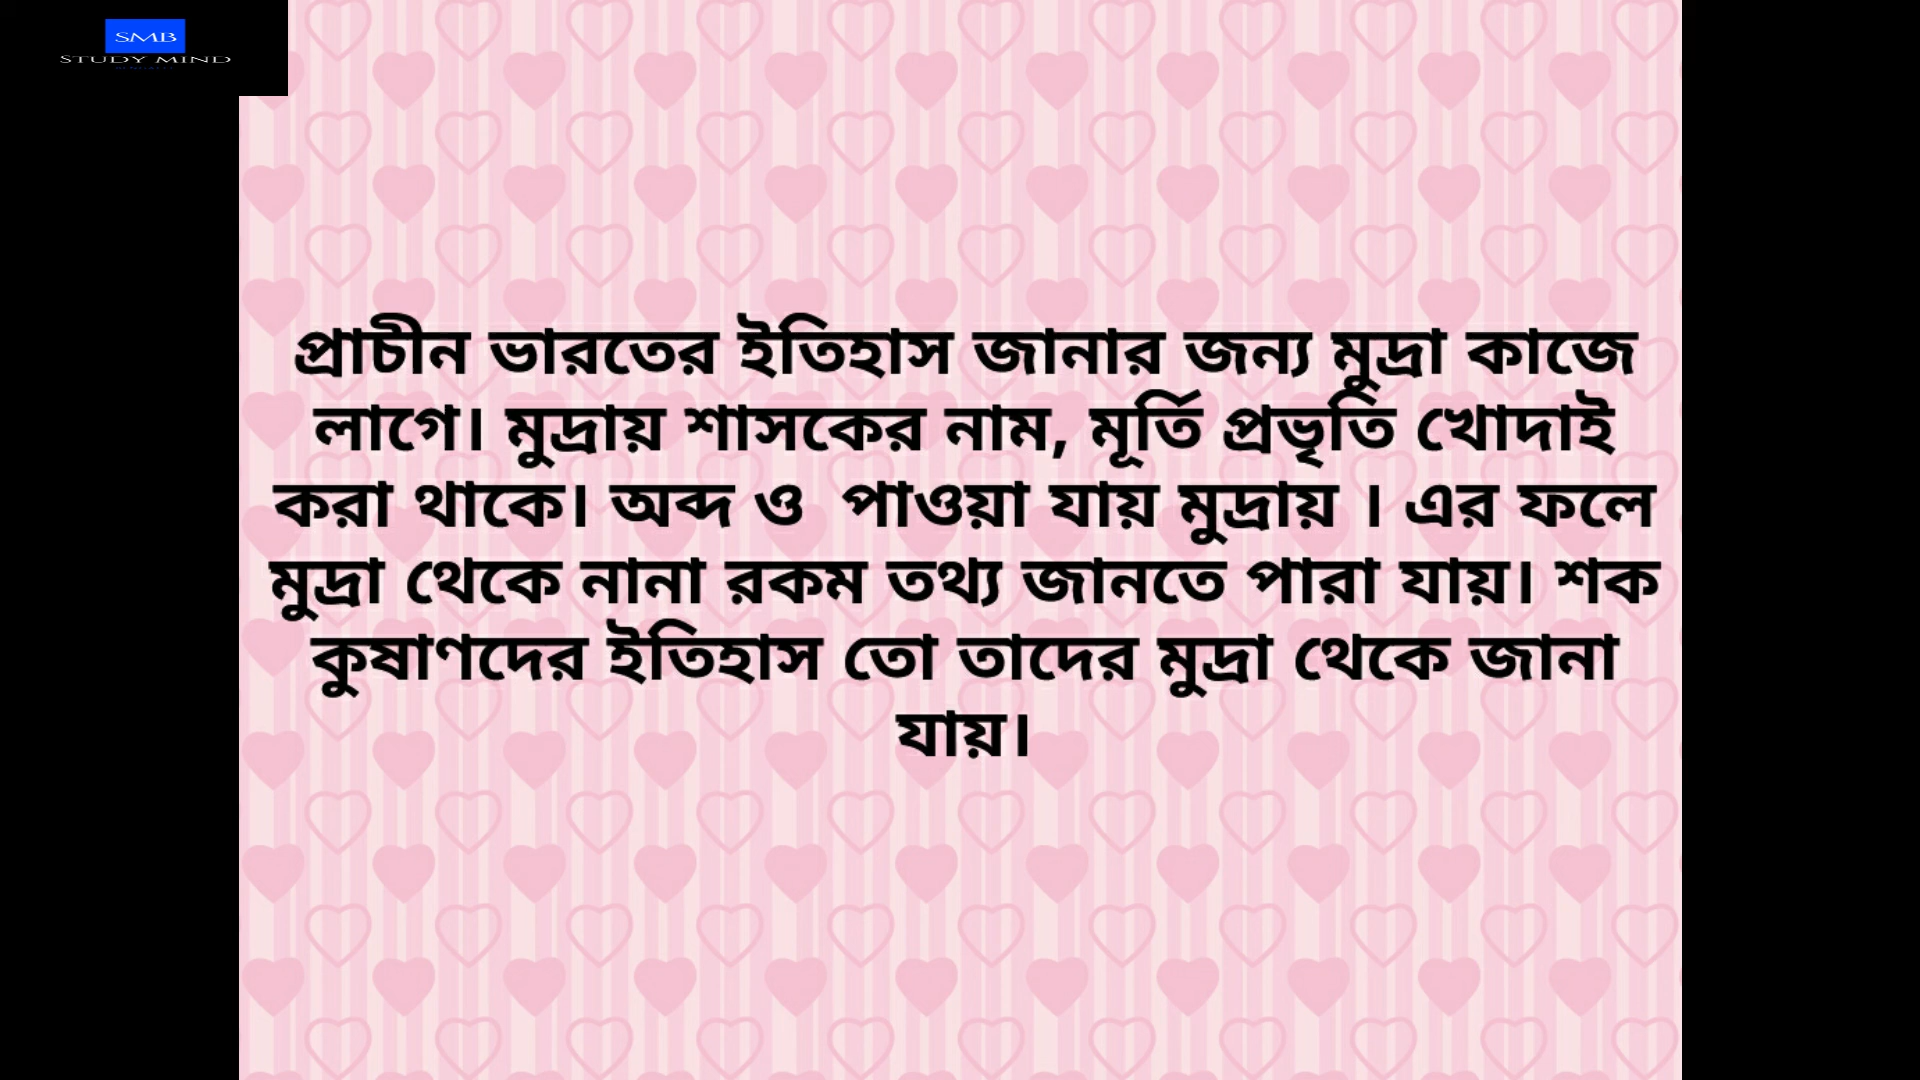 SMB
STUDY MIND
প্রাচীন ভারতের ইতিহাস জানার জন্য মুদ্রা কাজে
লাগে। মুদ্রায় শাসকের নাম, মূর্তি প্রভৃতি খোদাই
করা থাকে। অব্দ ও  পাওয়া যায় মুদ্রায় । এর ফলে
মুদ্রা থেকে নানা রকম তথ্য জানতে পারা যায়। শক
কুষাণদের ইতিহাস তো তাদের মুদ্রা থেকে জানা
যায়।